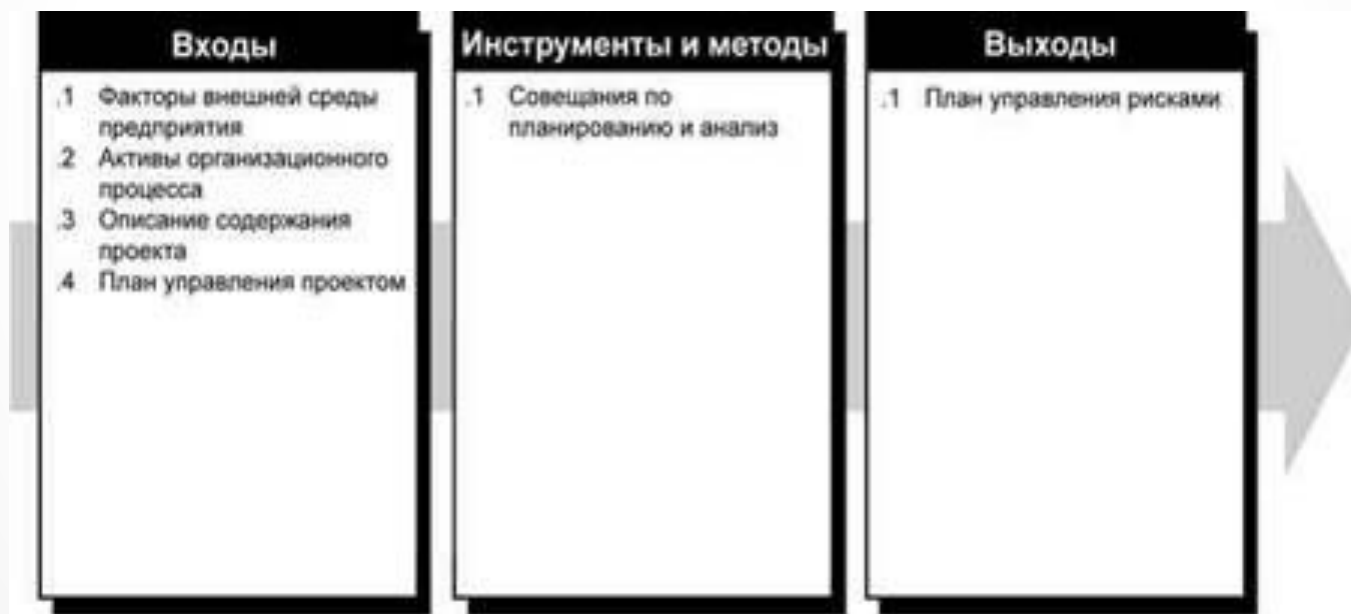 Входы
.1 Факторы внешней среды
предприятия
.2 Активы организационного
процесса
.3 Описание содержания
проекта
.4 План управления проектом
Инструменты и методы
.1 Совещания по
планированию и анализ
Выходы
.1 План управления рисками